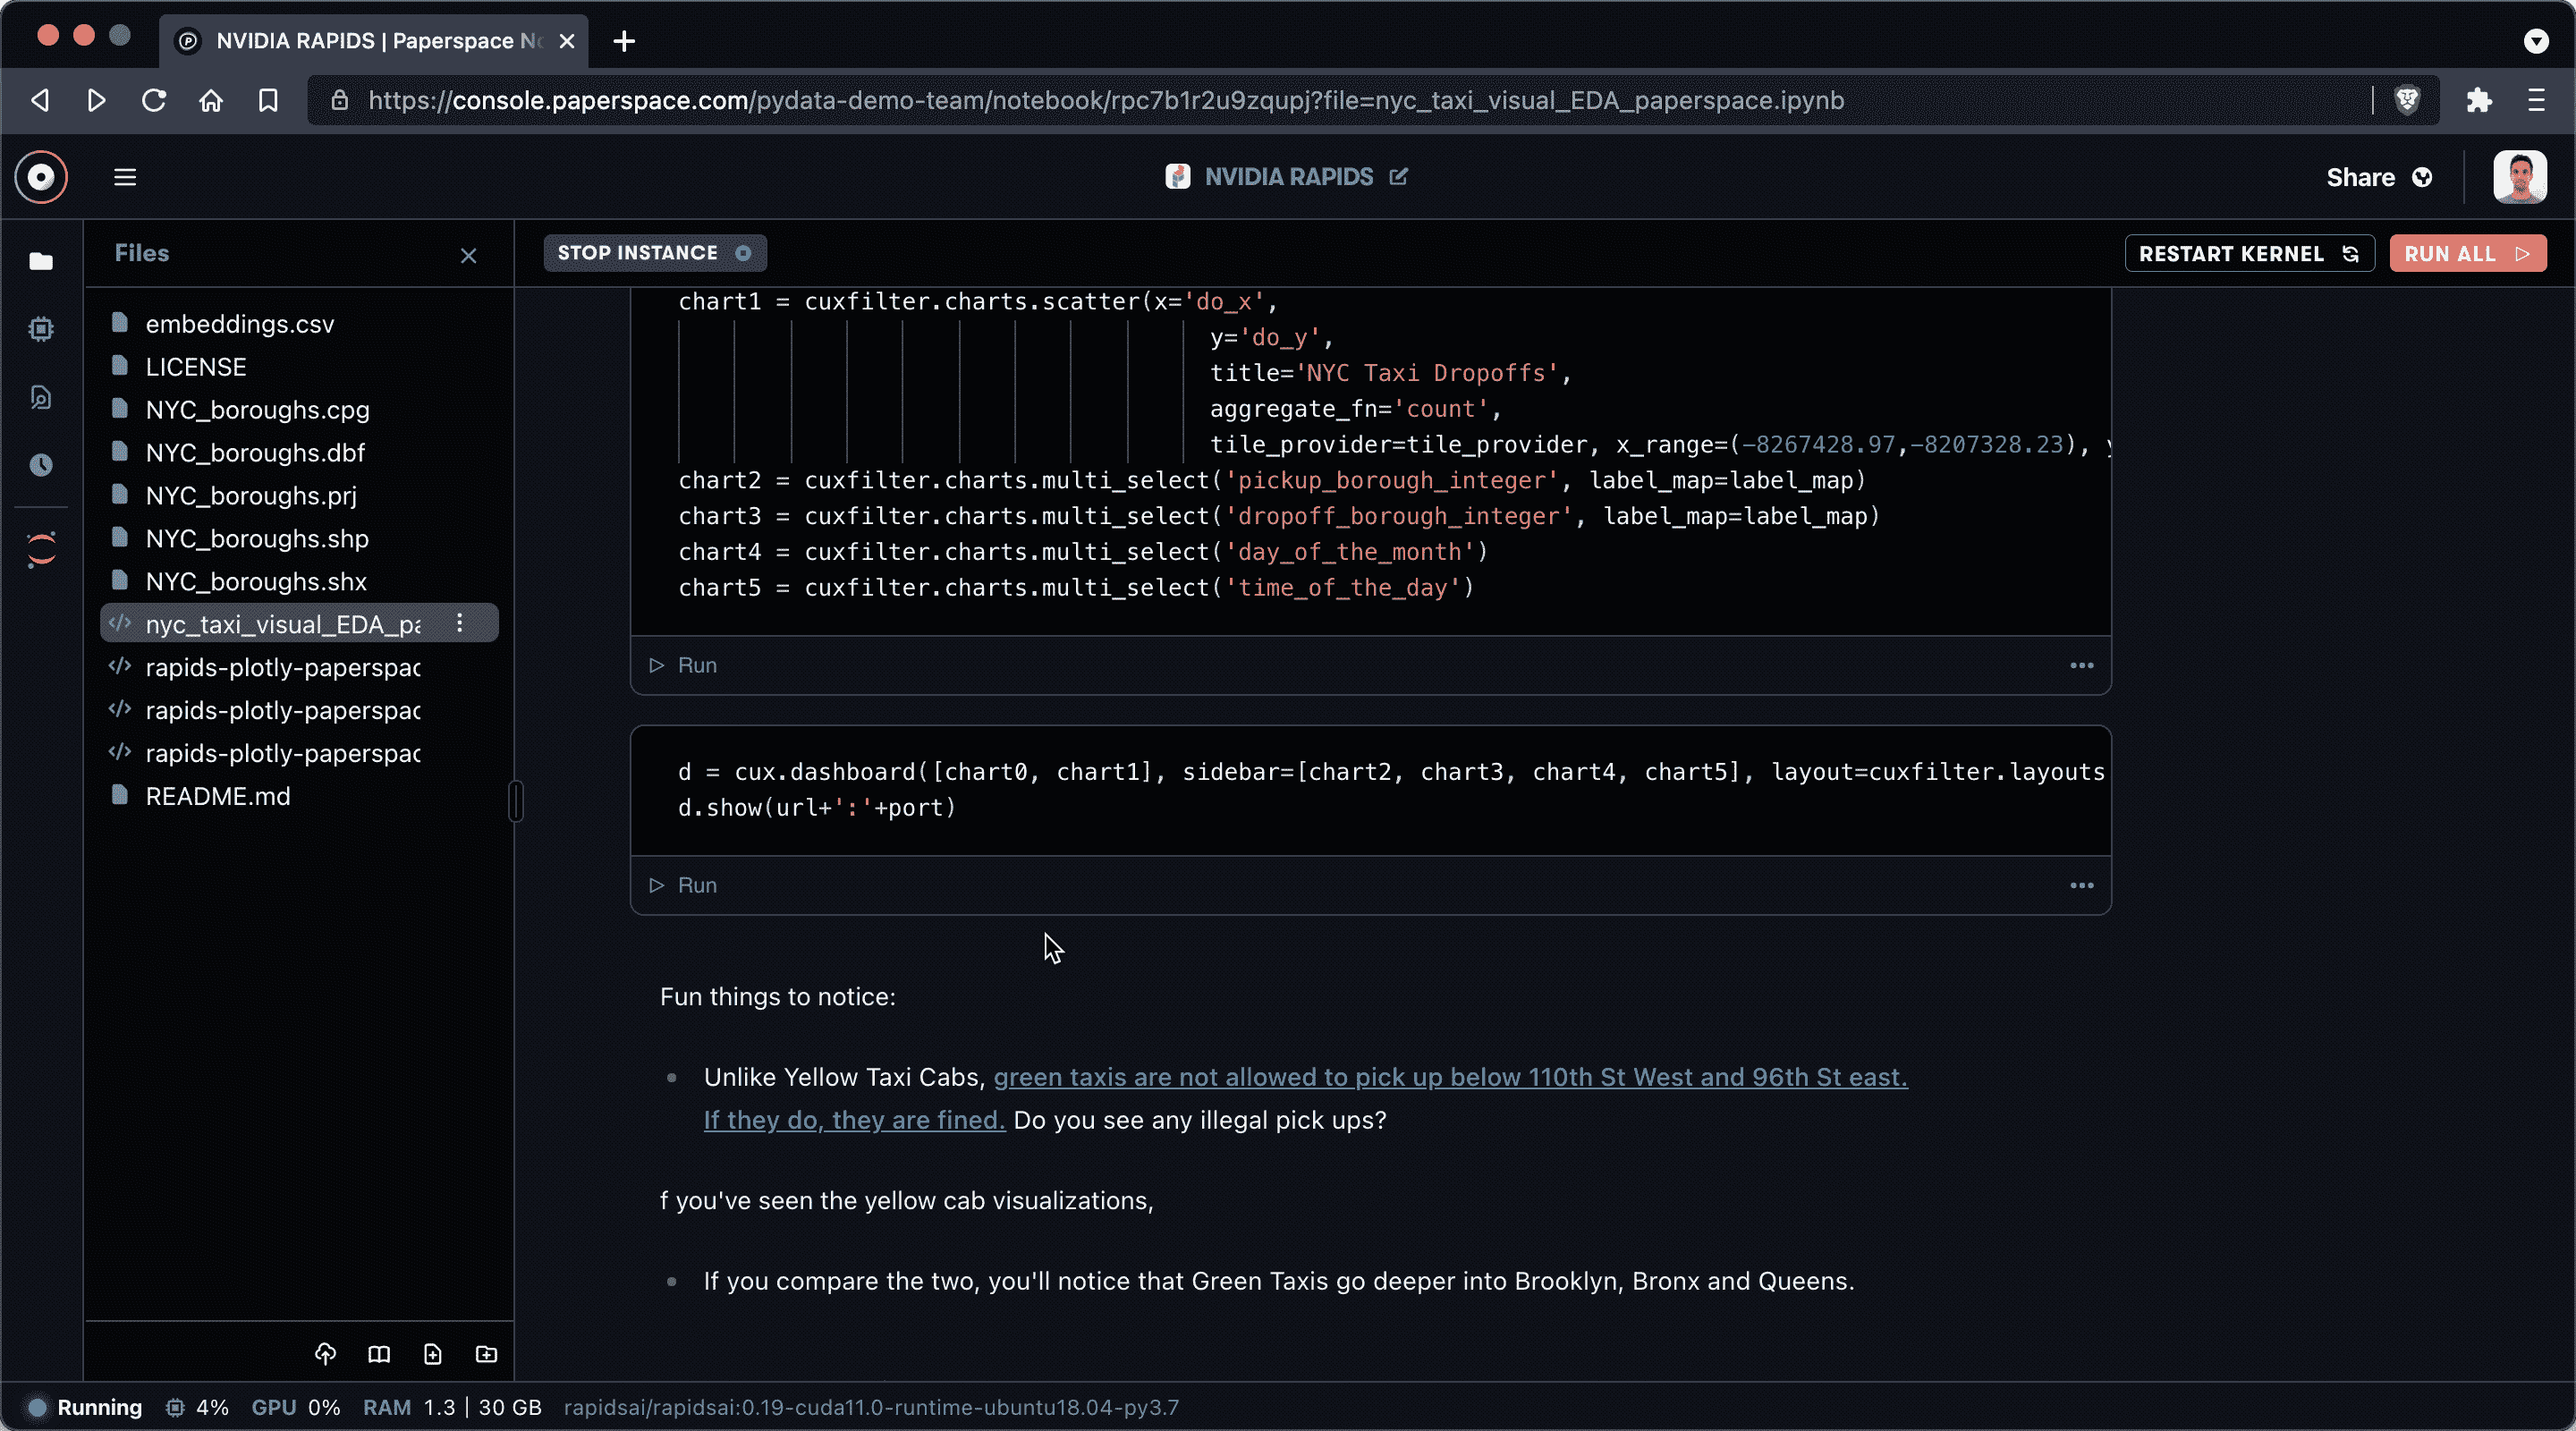 NVIDIA RAPIDS | Paperspace No
https://console.paperspace.com/pydata-demo-team/notebook/rpc7b1r2u9zqupj?file=nyc_taxi_visual_EDA_paperspace.ipynb
NVIDIA RAPIDS
Share
Files
STOP INSTANCE
RESTART KERNEL
RUN ALL
embeddings.csv
LICENSE
NYC_boroughs.cpg
NYC_boroughs.dbf
NYC_boroughs.prj
NYC_boroughs.shp
NYC_boroughs.shx
nyc_taxi_visual_EDA_pa
rapids-plotly-paperspac
rapids-plotly-paperspac
rapids-plotly-paperspac
README.md
chart1 = cuxfilter.charts.scatter(x='do_x',
y='do_y',
title='NYC Taxi Dropoffs',
aggregate_fn='count',
tile_provider=tile_provider, x_range=(-8267428.97,-8207328.23), y
chart2 = cuxfilter.charts.multi_select('pickup_borough_integer', label_map=label_map)
chart3 = cuxfilter.charts.multi_select('dropoff_borough_integer', label_map=label_map)
chart4 = cuxfilter.charts.multi_select('day_of_the_month')
chart5 = cuxfilter.charts.multi_select('time_of_the_day')
Run
d = cux.dashboard([chart0, chart1], sidebar=[chart2, chart3, chart4, chart5], layout=cuxfilter.layouts
d.show(url+':'+port)
Run
Fun things to notice:
Unlike Yellow Taxi Cabs, green taxis are not allowed to pick up below 110th St West and 96th St east.
If they do, they are fined. Do you see any illegal pick ups?
f you've seen the yellow cab visualizations,
If you compare the two, you'll notice that Green Taxis go deeper into Brooklyn, Bronx and Queens.
Running 4% GPU 0% RAM 1.3 | 30 GB rapidsai/rapidsai:0.19-cuda11.0-runtime-ubuntu18.04-py3.7